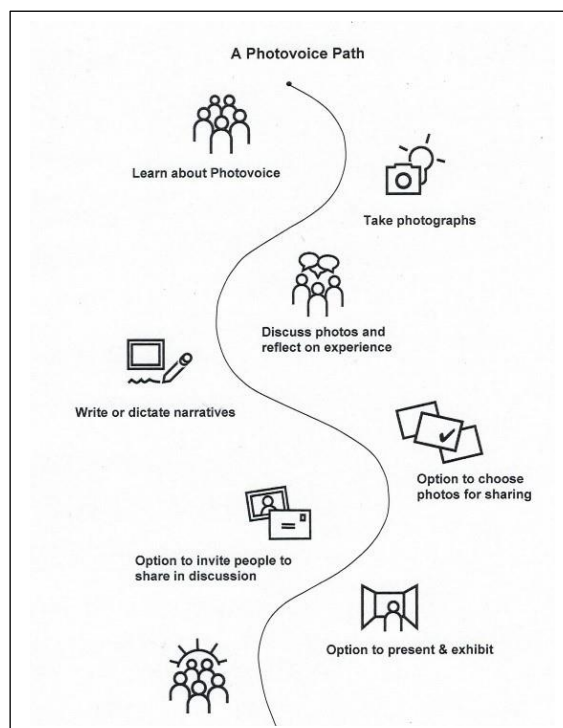 A Photovoice Path
Learn about Photovoice
Take photographs
Discuss photos and
reflect on experience
Write or dictate narratives
Option to choose
photos for sharing
Option to invite people to
share in discussion
Option to present & exhibit